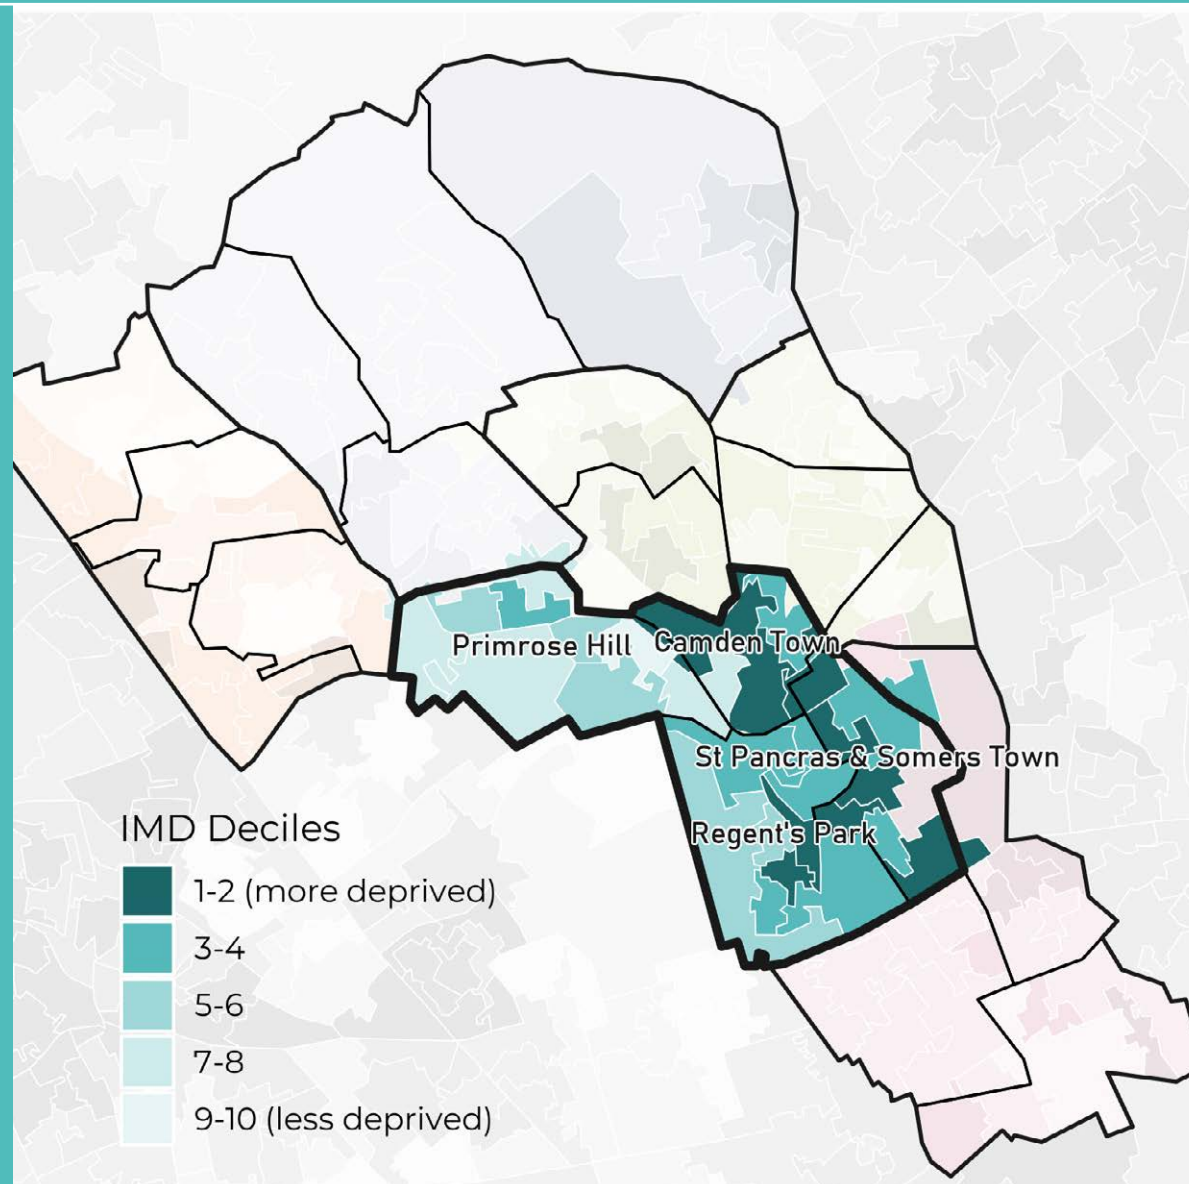 Primrose Hill
Camden Town
St Pancras & Somers Town
Regent's Park
IMD Deciles
1-2 (more deprived)
3-4
5-6
7-8
9-10 (less deprived)